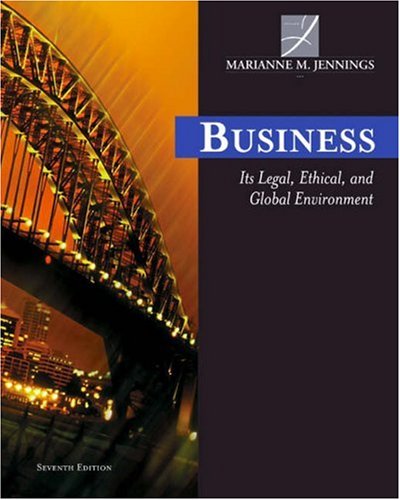 MARIANNE M. JENNINGS
BUSINESS
Its Legal, Ethical, and
Global Environment
SEVENTH EDITION